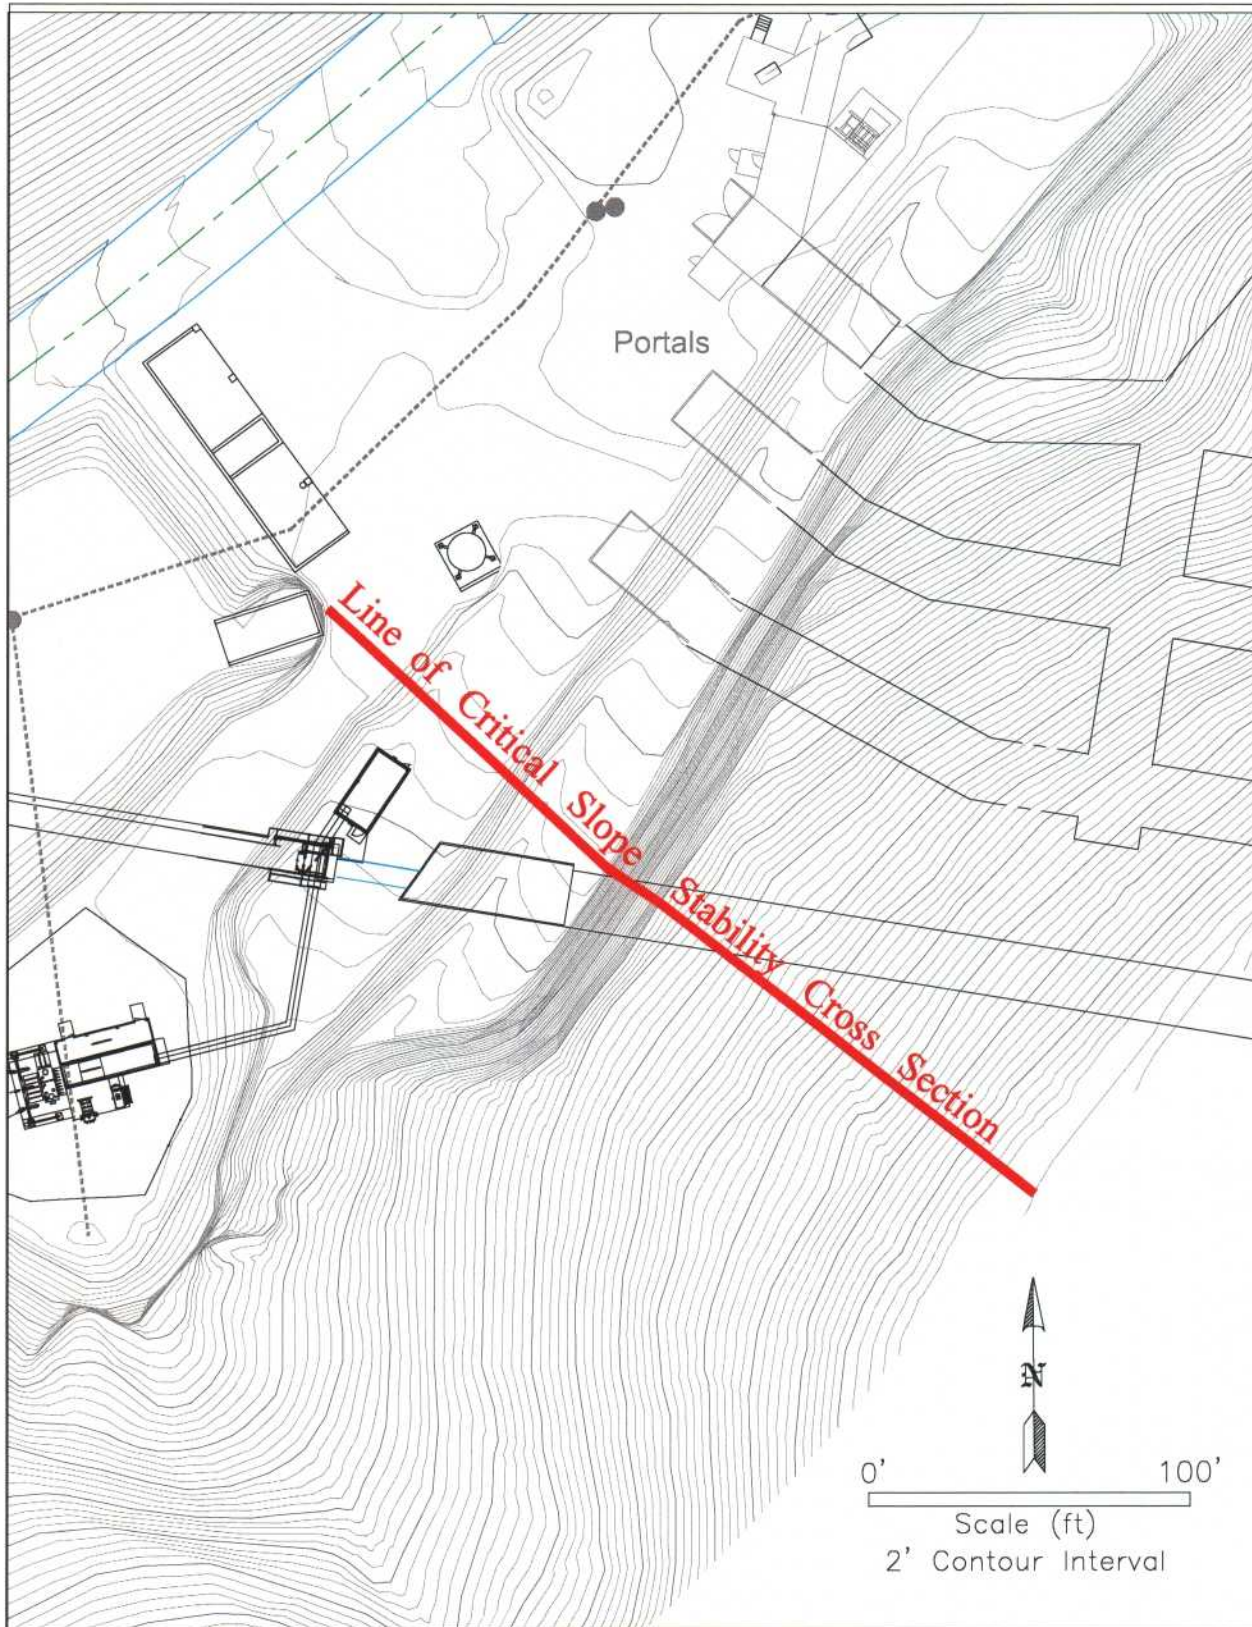 Portals
Line of Critical Slope Stability Cross Section
N
0' 100'
Scale (ft)
2' Contour Interval